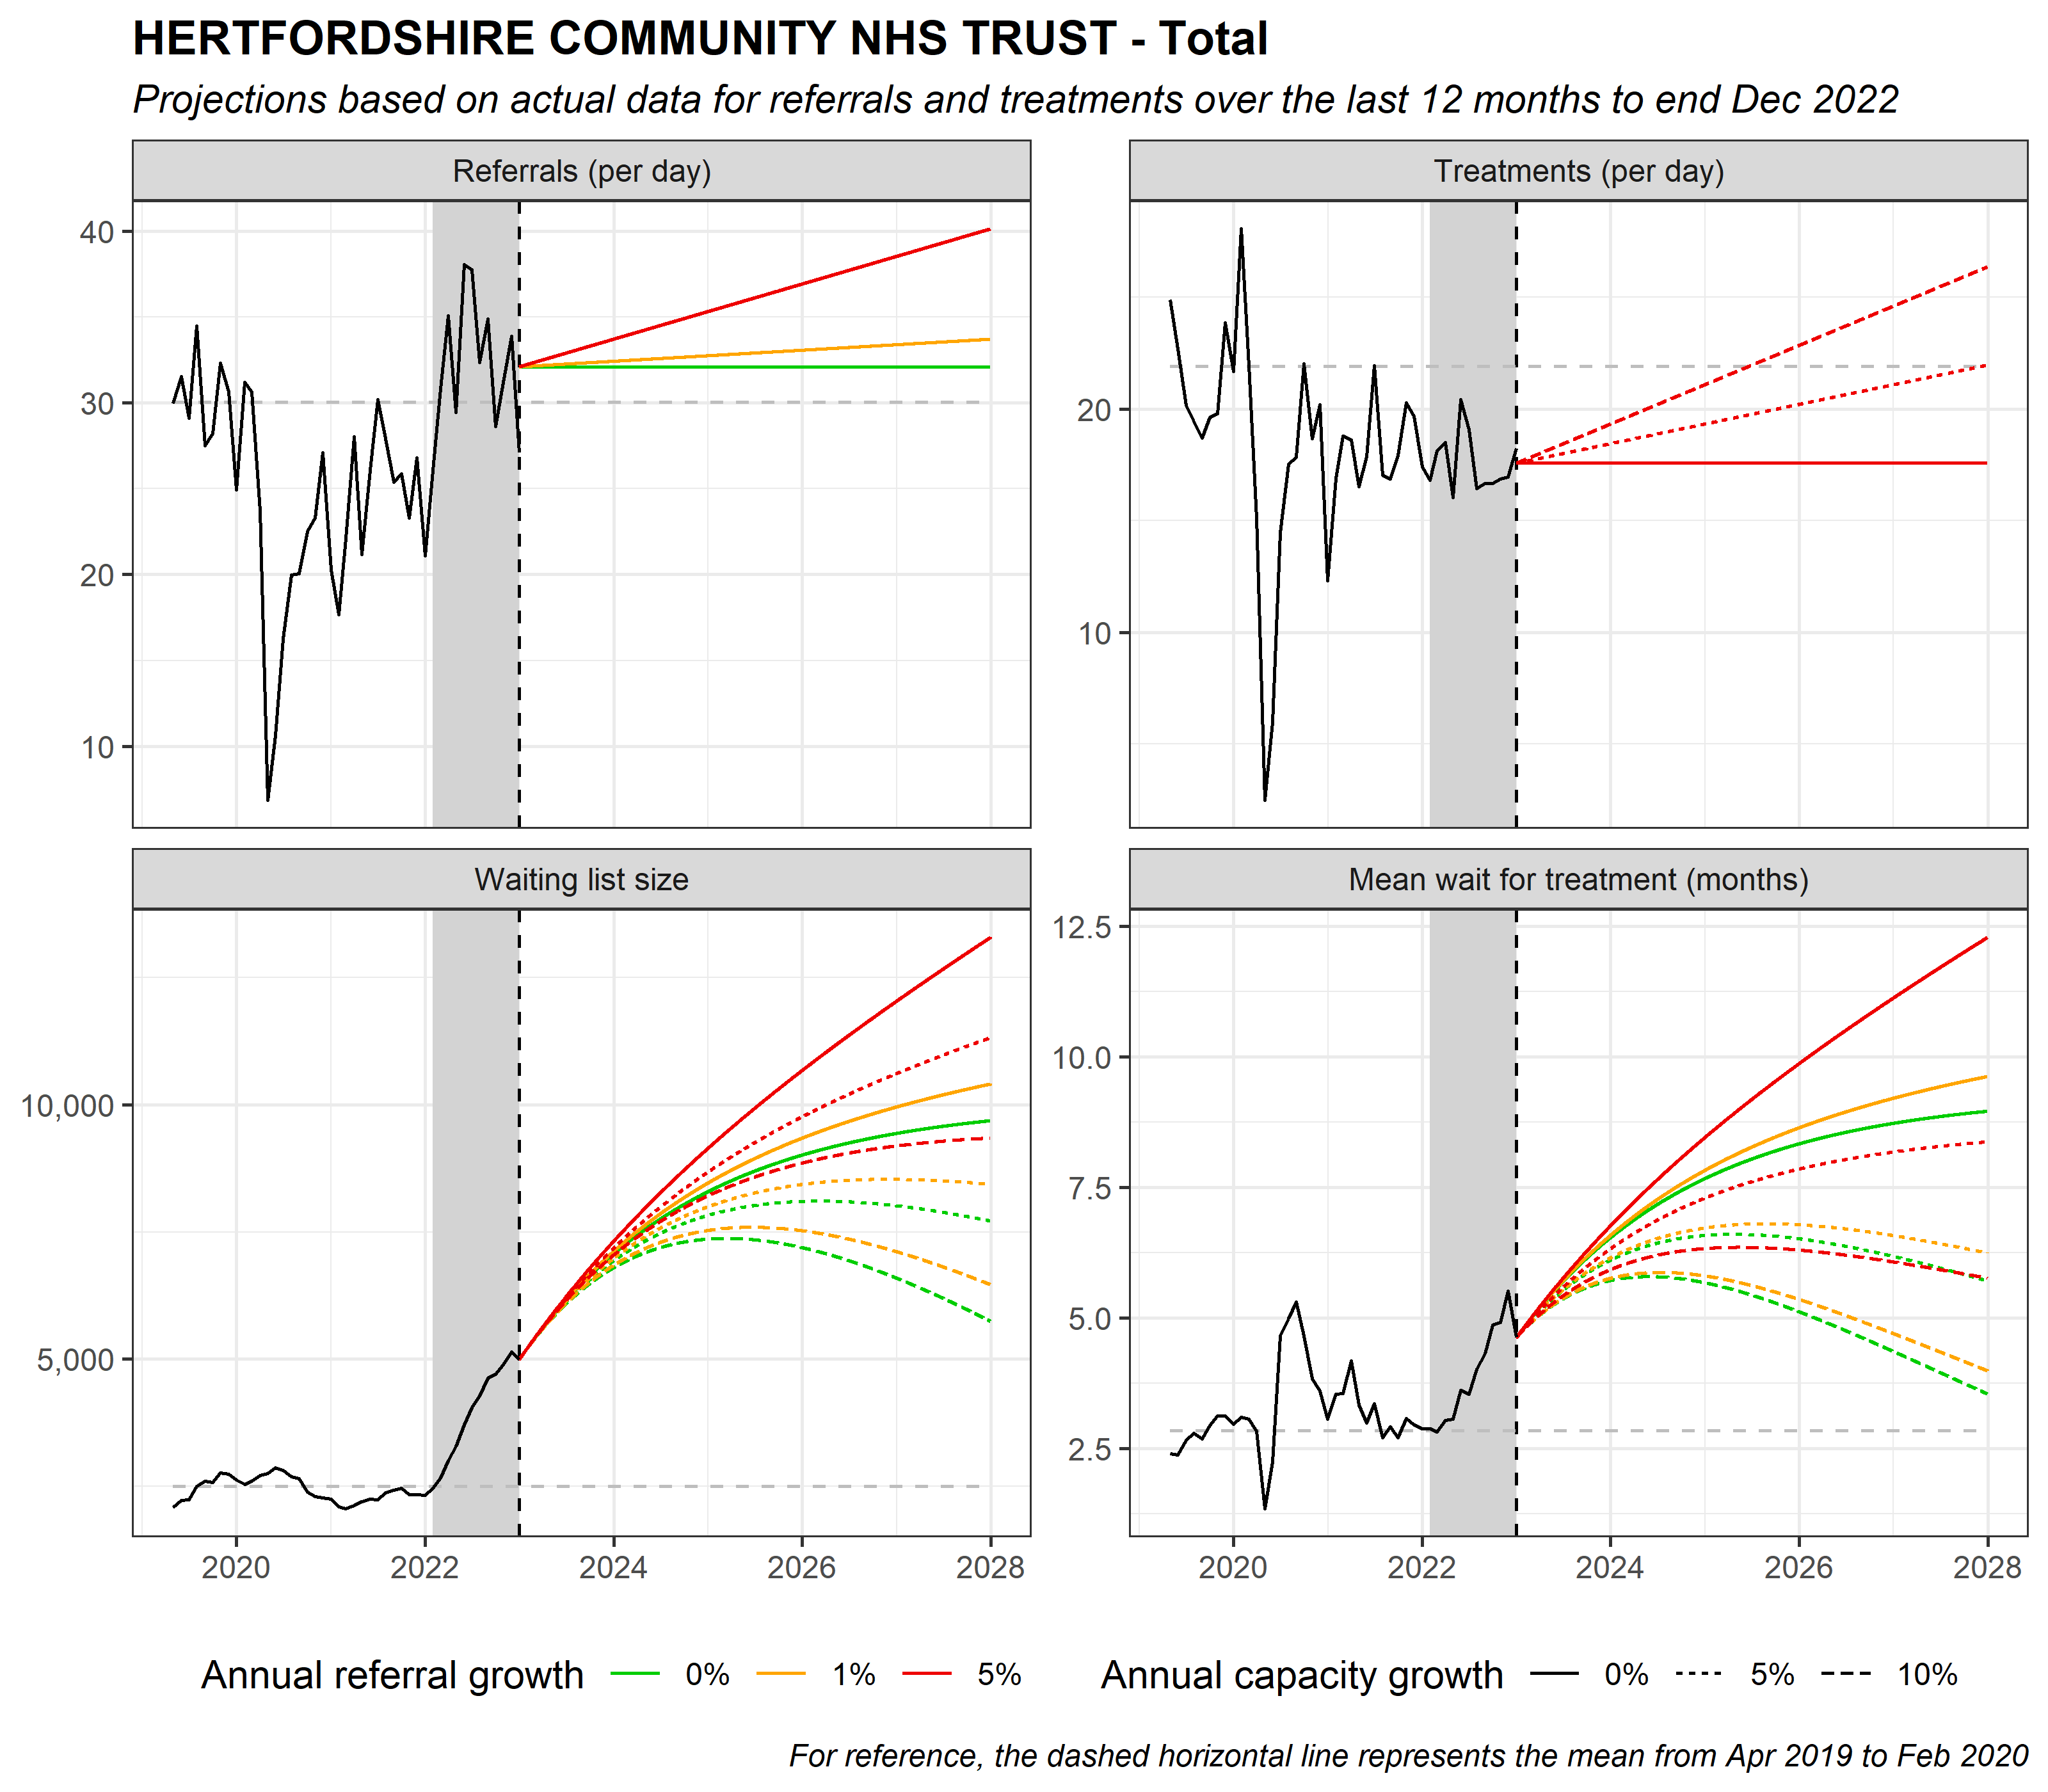 HERTFORDSHIRE COMMUNITY NHS TRUST - Total
Projections based on actual data for referrals and treatments over the last 12 months to end Dec 2022
Referrals (per day)
40
30
20
10
Treatments (per day)
20
10
Waiting list size
10,000
5,000
2020 2022 2024 2026 2028
Mean wait for treatment (months)
12.5
10.0
7.5
5.0
2.5
2020 2022 2024 2026 2028
Annual referral growth 0% 1% 5%
Annual capacity growth 0% 5% 10%
For reference, the dashed horizontal line represents the mean from Apr 2019 to Feb 2020